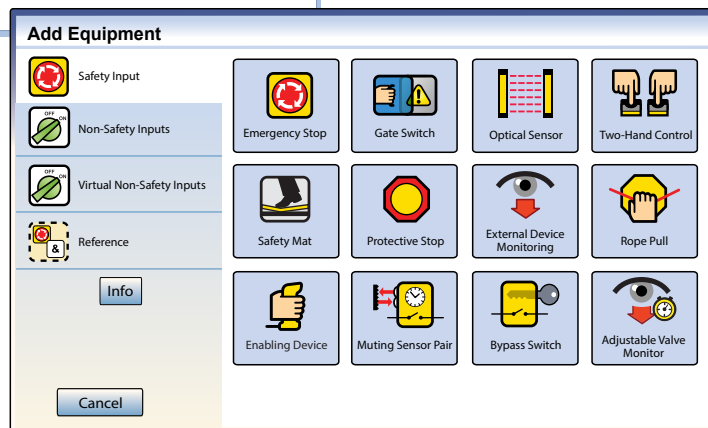 Add Equipment
Safety Input
OFF
ON
Non-Safety Inputs
OFF
ON
Virtual Non-Safety Inputs
&
Reference
Info
Cancel
Emergency Stop
Gate Switch
Optical Sensor
Two-Hand Control
Safety Mat
Protective Stop
External Device
Monitoring
Rope Pull
Enabling Device
Muting Sensor Pair
Bypass Switch
Adjustable Valve
Monitor